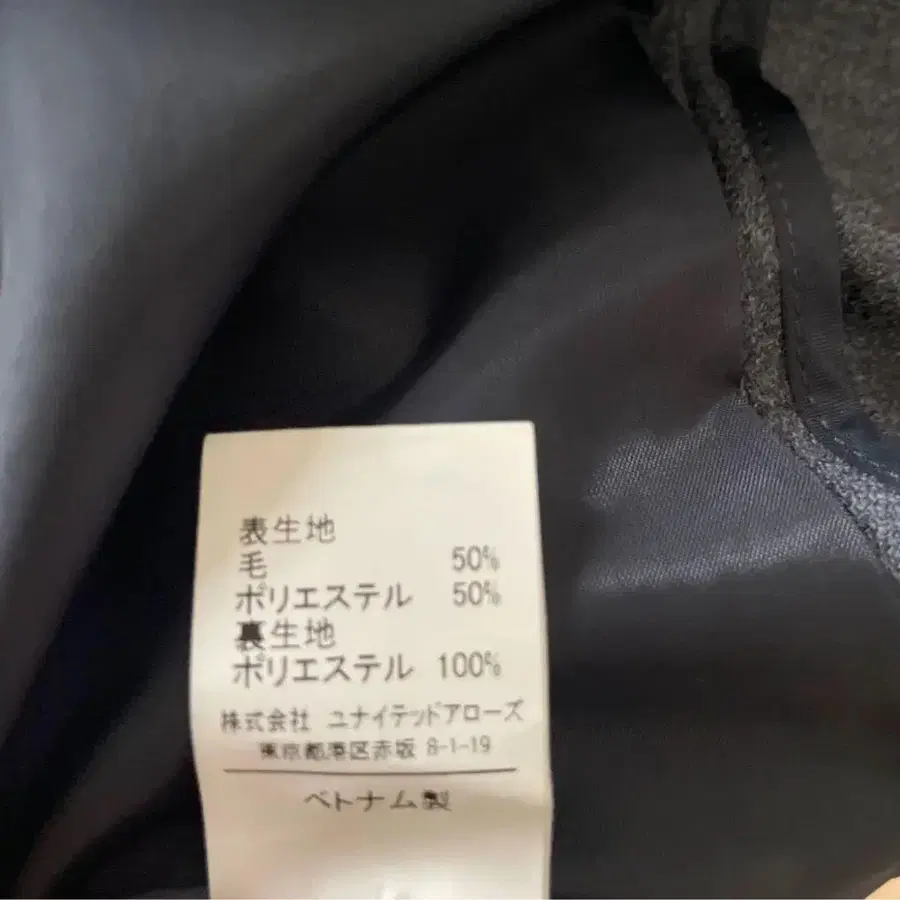 表生地
毛 50%
ポリエステル 50%
裏生地
ポリエステル 100%
株式会社 ユナイテッドアローズ
東京都港区赤坂 8-1-19
ベトナム製